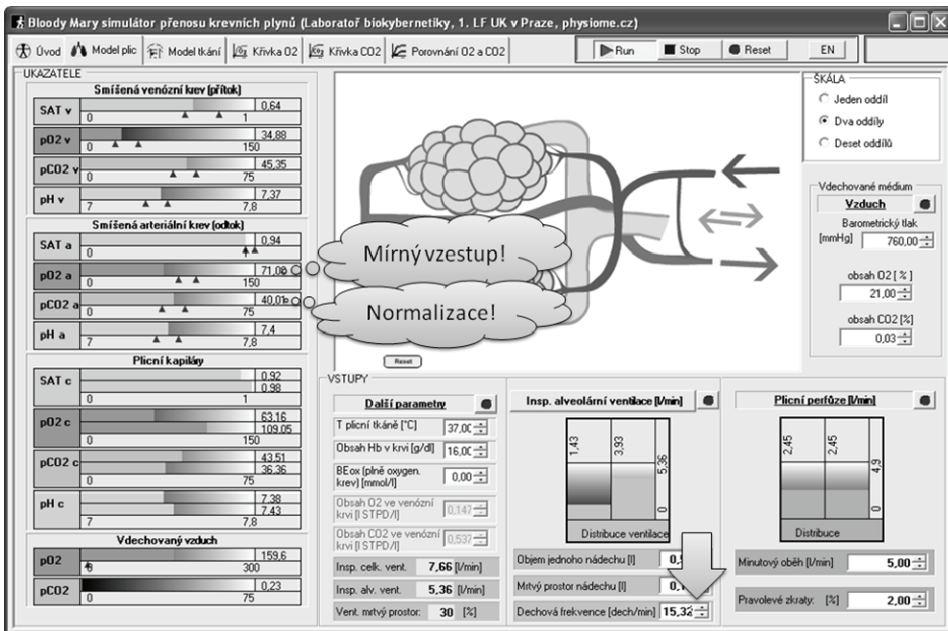 Bloody Mary simulátor přenosu krevních plynů (Laboratoř biokybernetiky, 1. LF UK v Praze, physiome.cz)
Úvod Model plic Model tkání Křivka O2 Křivka CO2 Porovnání O2 a CO2 Run Stop Reset EN
UKAZATELE
Smíšená venózní krev (přítok)
SAT v 0,64
0 1
pO2 v 34,88
0 150
pCO2 v 45,35
0 75
pH v 7,37
7 7,8
Smíšená arteriální krev (odtok)
SAT a 0,94
0
pO2 a 71,08
0 150
pCO2 a 40,01
0 75
pH a 7,4
7 7,8
Plicní kapiláry
SAT c 0,92
0,98
0 1
pO2 c 63,16
109,05
0 150
pCO2 c 43,51
36,36
0 75
pH c 7,38
7,43
7 7,8
Vdechovaný vzduch
pO2 159,6
0 300
pCO2 0,23
0 75
Mírný vzestup!
Normalizace!
Reset
ŠKÁLA
Jeden oddíl
Dva oddíly
Deset oddílů
Vdechované médium
Vzduch
Barometrický tlak
[mmHg] 760,00
obsah O2 [ % ]
21,00
obsah CO2 [%]
0,03
VSTUPY
Další parametry
T plicní tkáně [°C] 37,0
Obsah Hb v krvi [g/dl] 16,0
BEox (plně oxygen.
krev) [mmol/l] 0,00
Obsah O2 ve venózní
krvi [l STPD/l] 0,147
Obsah CO2 ve venózní
krvi [l STPD/l] 0,537
Insp. celk. vent. 7,66 [l/min]
Insp. alv. vent. 5,36 [l/min]
Vent. mrtvý prostor. 30 [%]
Insp. alveolární ventilace [l/min]
1,43 3,93 5,36 0
Distribuce ventilace
Objem jednoho nádechu [l]
Mrtvý prostor nádechu [l]
Dechová frekvence [dech/min] 15,32
Plicní perfúze [l/min]
2,45 2,45 4,9 0
Distribuce
Minutový oběh [l/min] 5,00
Pravolevé zkraty: [%] 2,00